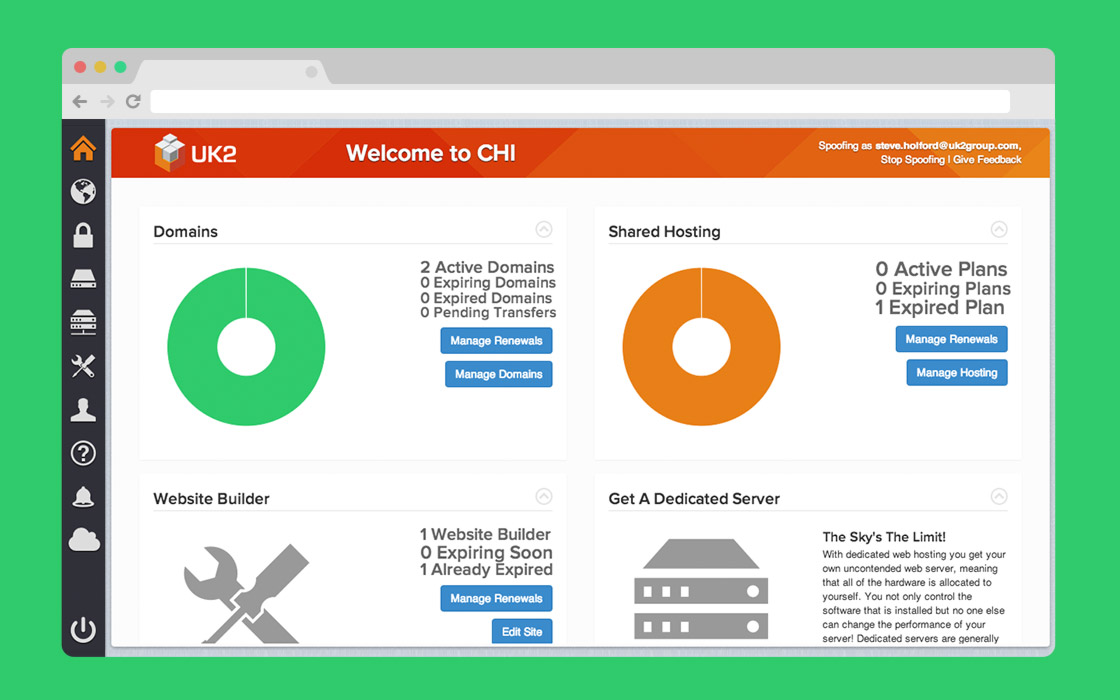 UK2
Welcome to CHI
Spoofing as steve.holford@uk2group.com,
Stop Spoofing | Give Feedback
Domains
2 Active Domains
0 Expiring Domains
0 Expired Domains
0 Pending Transfers
Manage Renewals
Manage Domains
Shared Hosting
0 Active Plans
0 Expiring Plans
1 Expired Plan
Manage Renewals
Manage Hosting
Website Builder
1 Website Builder
0 Expiring Soon
1 Already Expired
Manage Renewals
Edit Site
Get A Dedicated Server
The Sky's The Limit!
With dedicated web hosting you get your
own uncontended web server, meaning
that all of the hardware is allocated to
yourself. You not only control the
software that is installed but no one else
can change the performance of your
server! Dedicated servers are generally